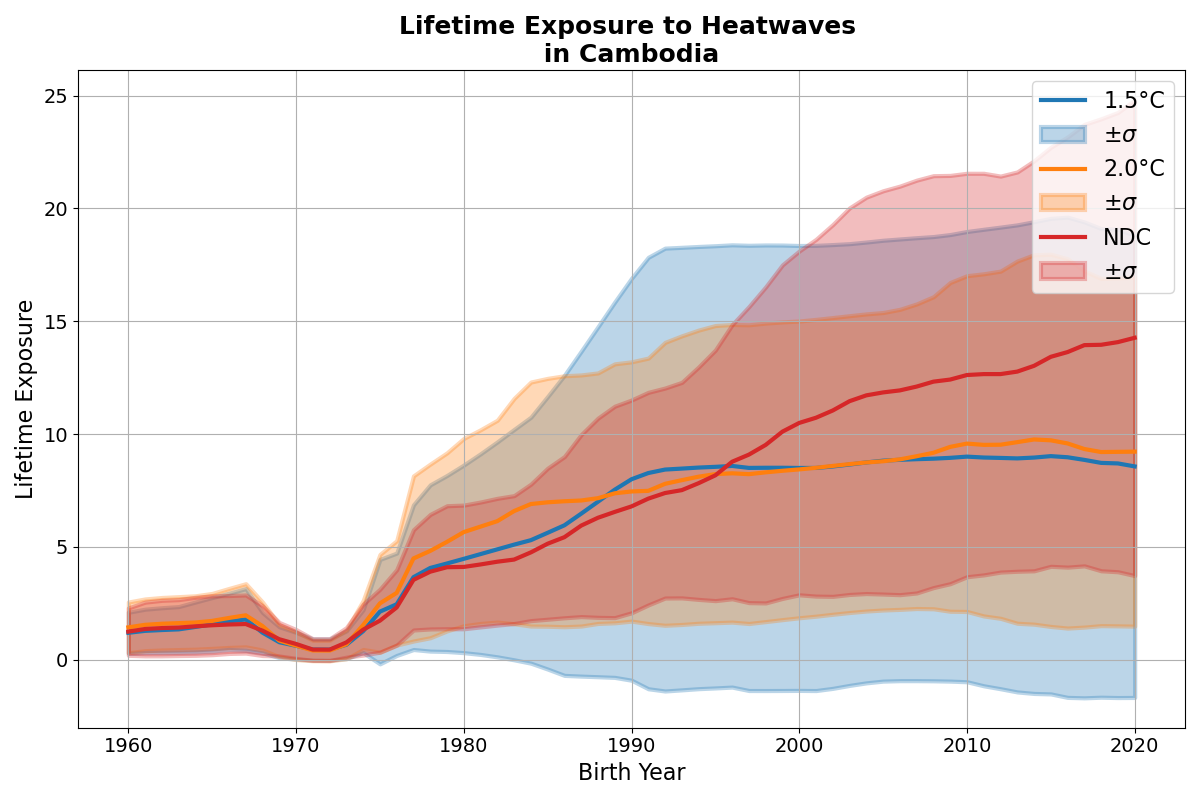 Lifetime Exposure to Heatwaves
in Cambodia
25
20
15
10
5
0
Lifetime Exposure
1960
1970
1980
1990
2000
2010
2020
Birth Year
1.5°C
±σ
2.0°C
±σ
NDC
±σ